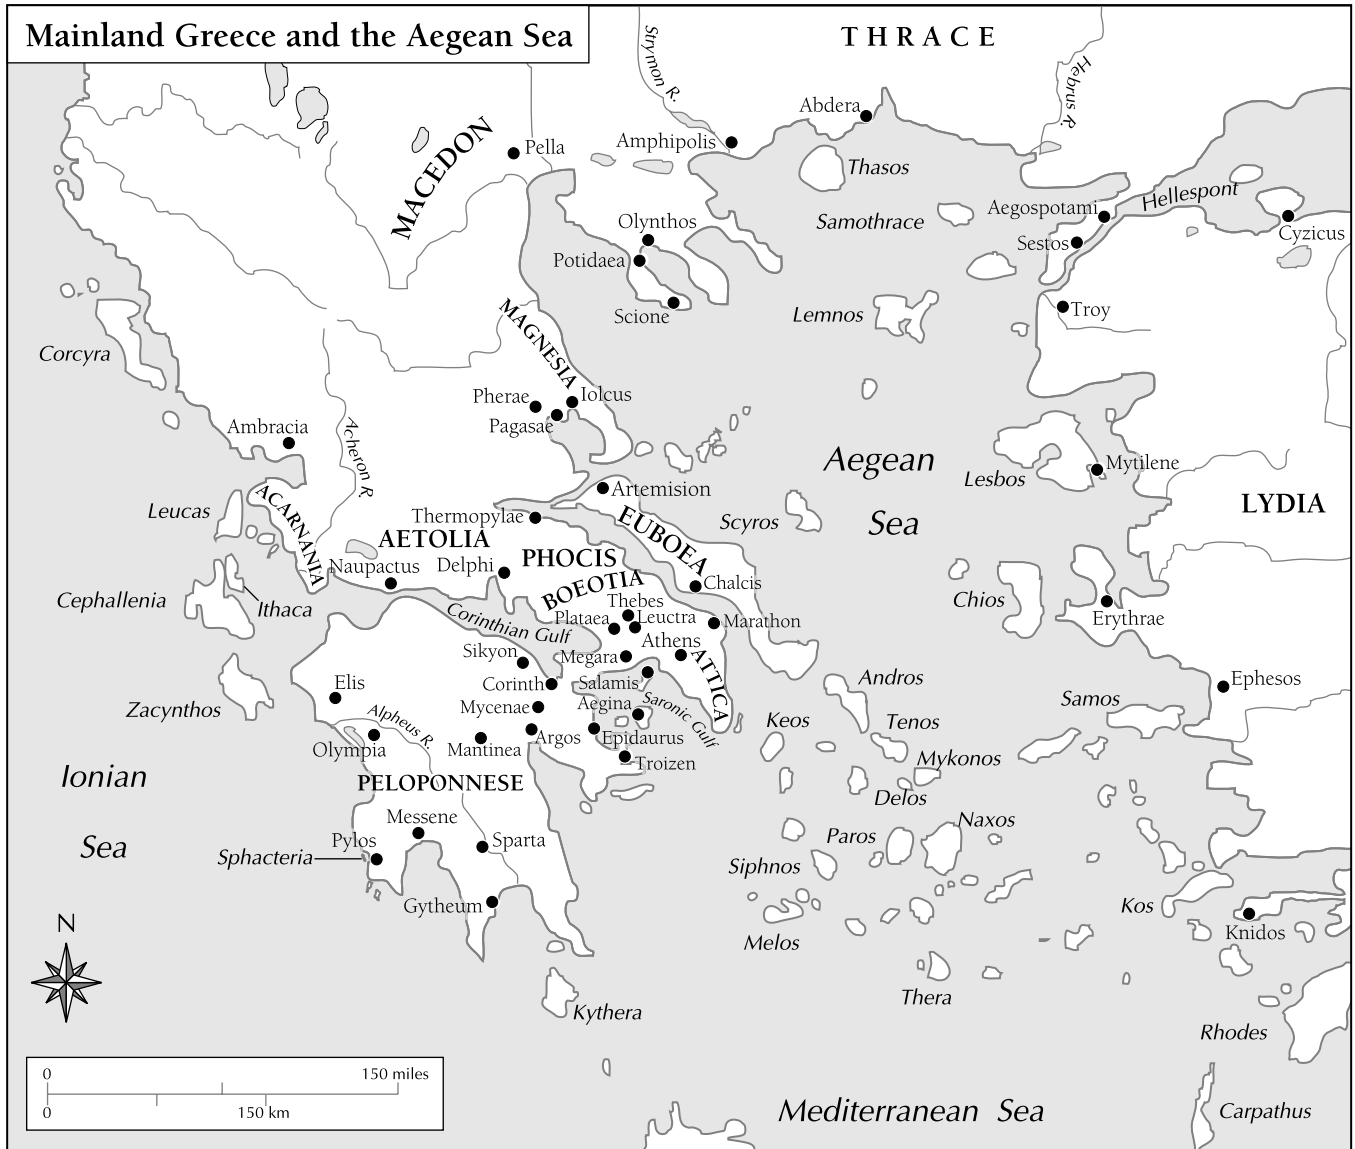 Mainland Greece and the Aegean Sea
THRACE
Strymon R.
Hebrus R.
Abdera
Amphipolis
Pella
MACEDON
Thasos
Samothrace
Aegospotami
Hellespont
Sestos
Cyzicus
Olynthos
Potidaea
Scione
Lemnos
Troy
MAGNESIA
Corcyra
Pherae
Iolcus
Pagasae
Ambracia
Acheron R.
Aegean
Sea
Lesbos
Mytilene
LYDIA
Leucas
ACARNANIA
Artemision
Thermopylae
EUBOEA
Scyros
AETOLIA
PHOCIS
Naupactus
Delphi
BOEOTIA
Chalcis
Cephallenia
Ithaca
Corinthian Gulf
Thebes
Plataea
Leuctra
Marathon
Chios
Erythrae
Athens
ATTICA
Sikyon
Megara
Elis
Corinth
Salamis
Andros
Samos
Ephesos
Zacynthos
Mycenae
Aegina
Saronic Gulf
Alpheus R.
Keos
Tenos
Olympia
Mantinea
Argos
Epidaurus
Troizen
Mykonos
Ionian
Sea
PELOPONNESE
Delos
Messene
Naxos
Pylos
Sparta
Paros
Sphacteria
Siphnos
Gytheum
Kos
Knidos
N
Melos
Thera
Kythera
Rhodes
0
150 miles
0
150 km
Mediterranean Sea
Carpathus